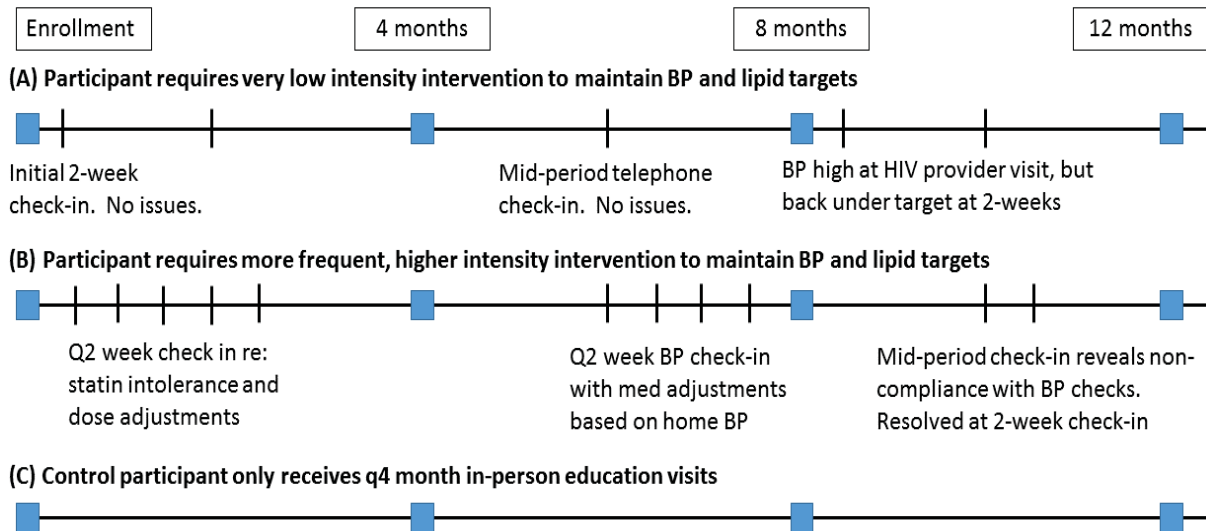 Enrollment
4 months
8 months
12 months
(A) Participant requires very low intensity intervention to maintain BP and lipid targets
Initial 2-week
check-in.  No issues.
Mid-period telephone
check-in.  No issues.
BP high at HIV provider visit, but
back under target at 2-weeks
(B) Participant requires more frequent, higher intensity intervention to maintain BP and lipid targets
Q2 week check in re:
statin intolerance and
dose adjustments
Q2 week BP check-in
with med adjustments
based on home BP
Mid-period check-in reveals non-
compliance with BP checks.
Resolved at 2-week check-in
(C) Control participant only receives q4 month in-person education visits